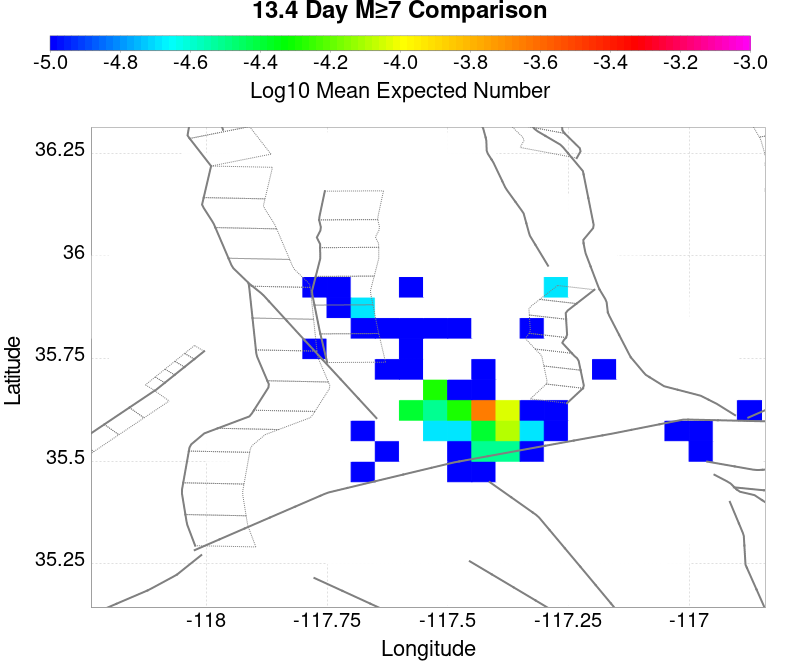 13.4 Day M≥7 Comparison
-5.0 -4.8 -4.6 -4.4 -4.2 -4.0 -3.8 -3.6 -3.4 -3.2 -3.0
Log10 Mean Expected Number
36.25
36
35.75
35.5
35.25
Latitude
-118 -117.75 -117.5 -117.25 -117
Longitude